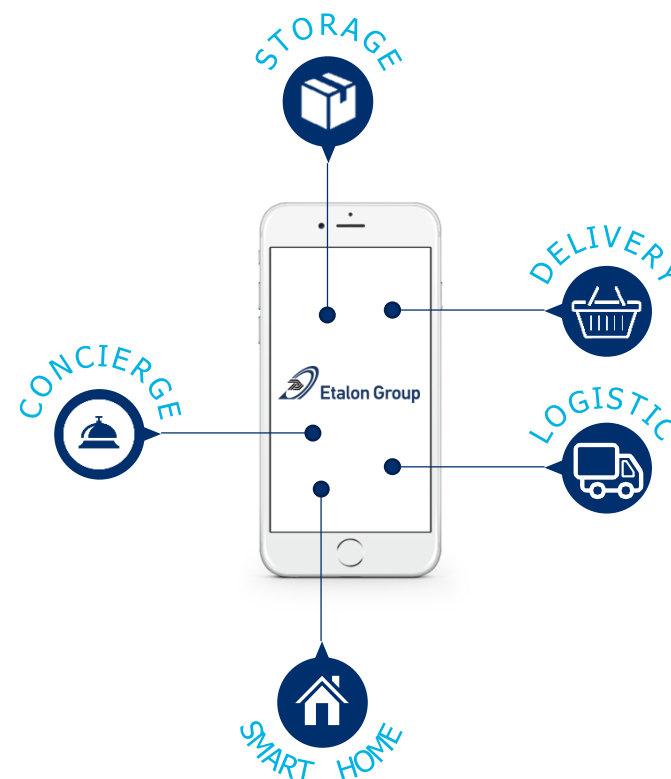 STORAGE
DELIVERY
CONCIERGE
Etalon Group
LOGISTIC
SMART HOME